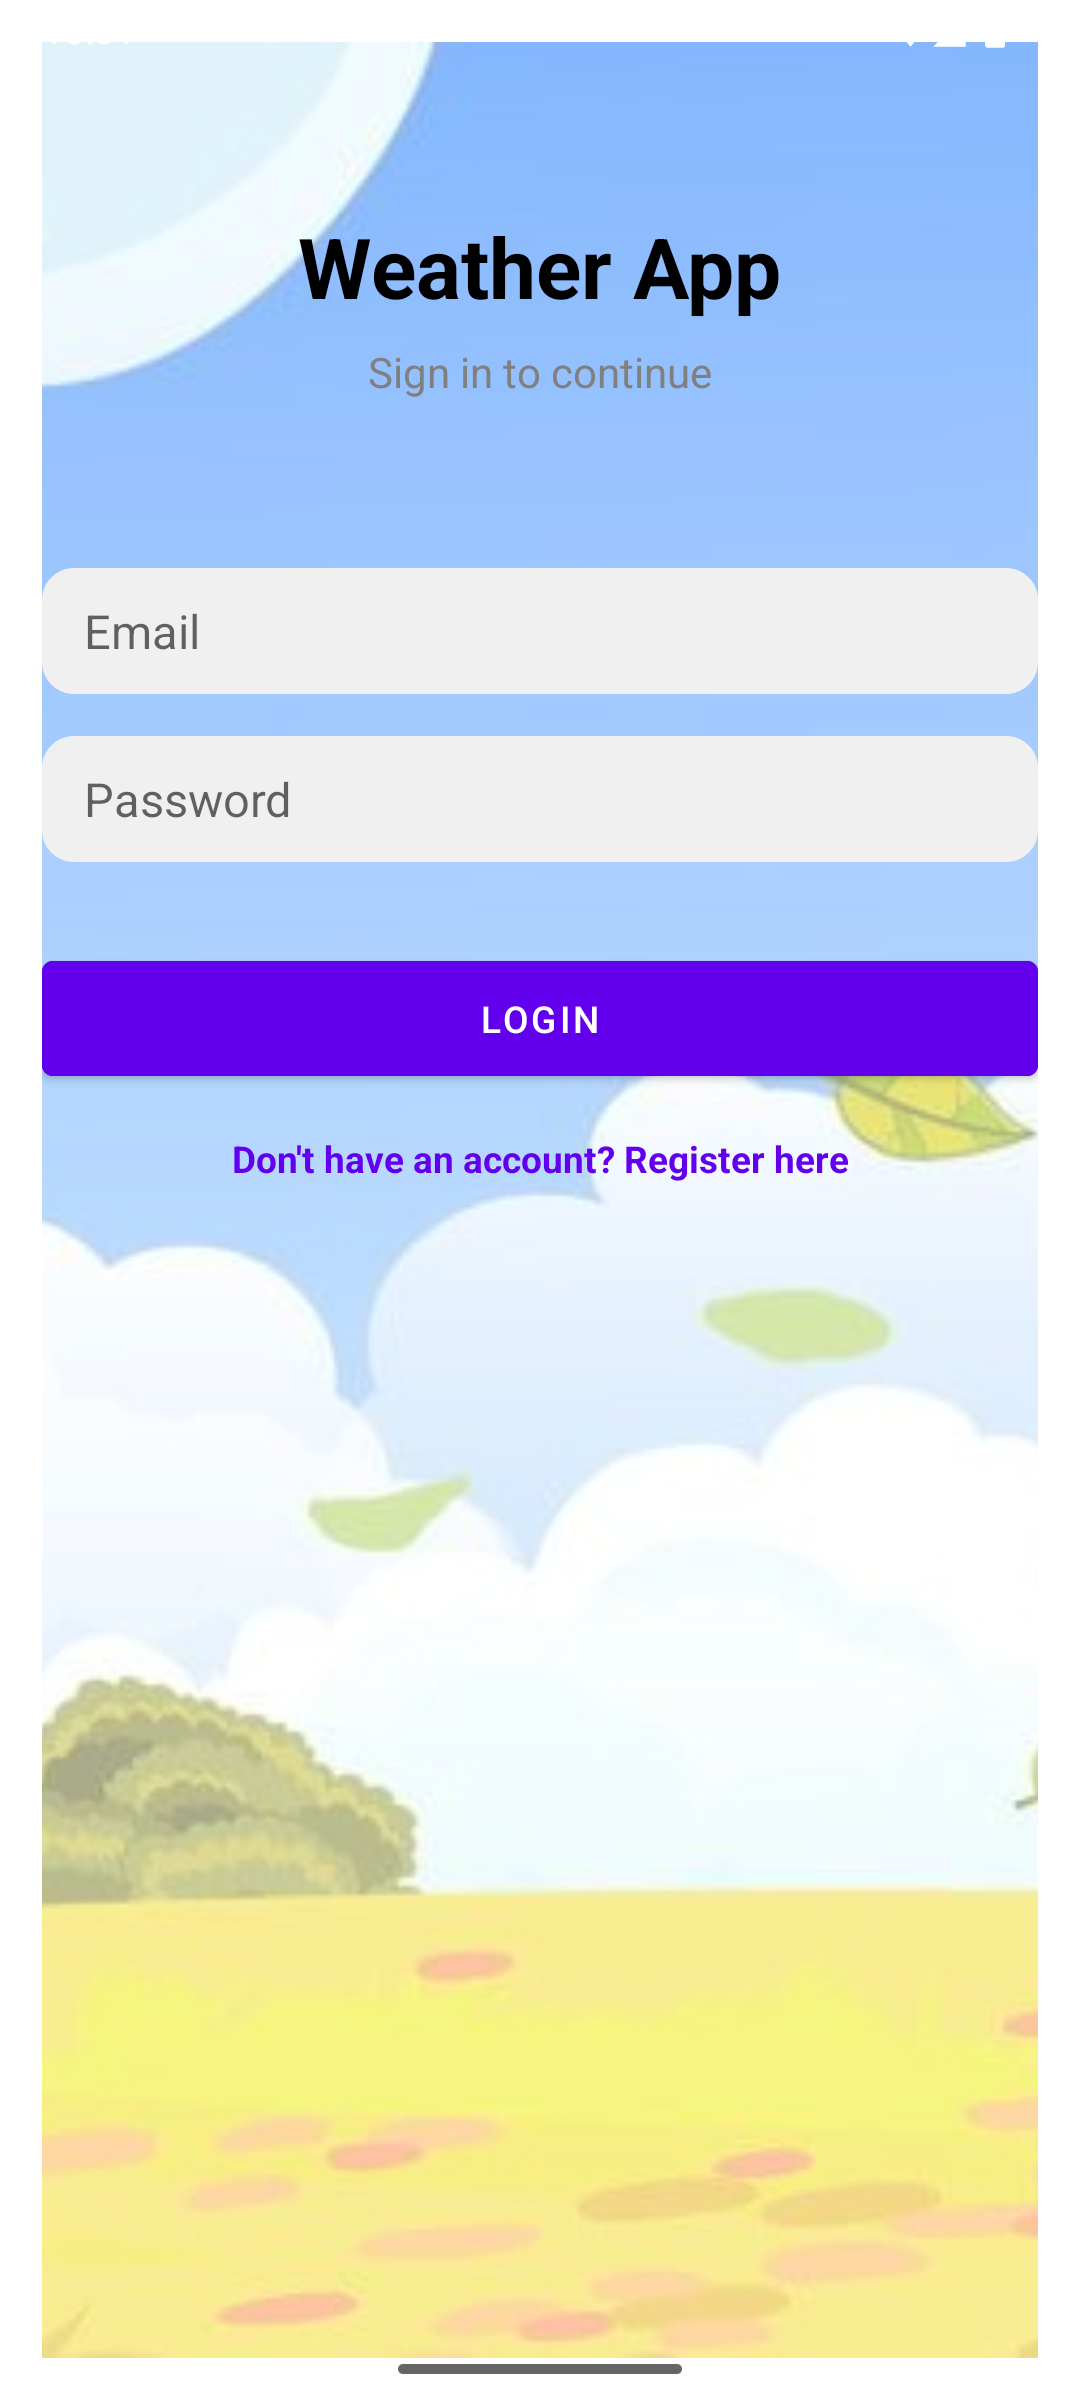 Weather App
Sign in to continue
Email
Password
LOGIN
Don't have an account? Register here